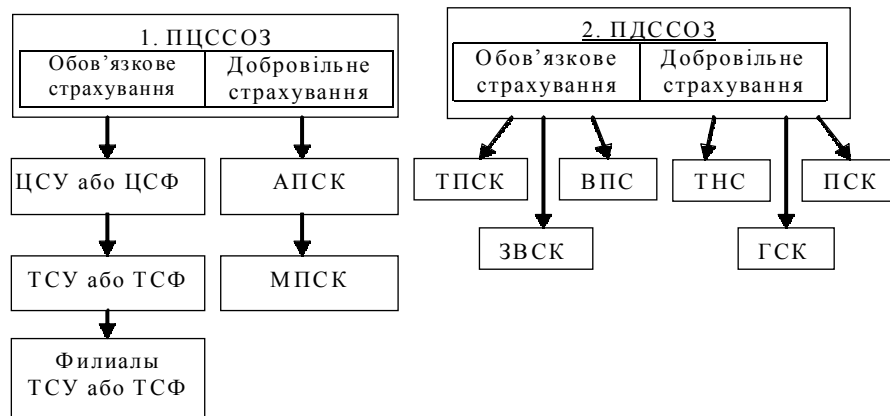 1. ПЦССОЗ
Обов’язкове
страхування
Добровільне
страхування
ЦСУ або ЦСФ
АПСК
ТСУ або ТСФ
МПСК
Филиалы
ТСУ або ТСФ
2. ПДССОЗ
Обов’язкове
страхування
Добровільне
страхування
ТПСК
ВПС
ТНС
ПСК
ЗВСК
ГСК